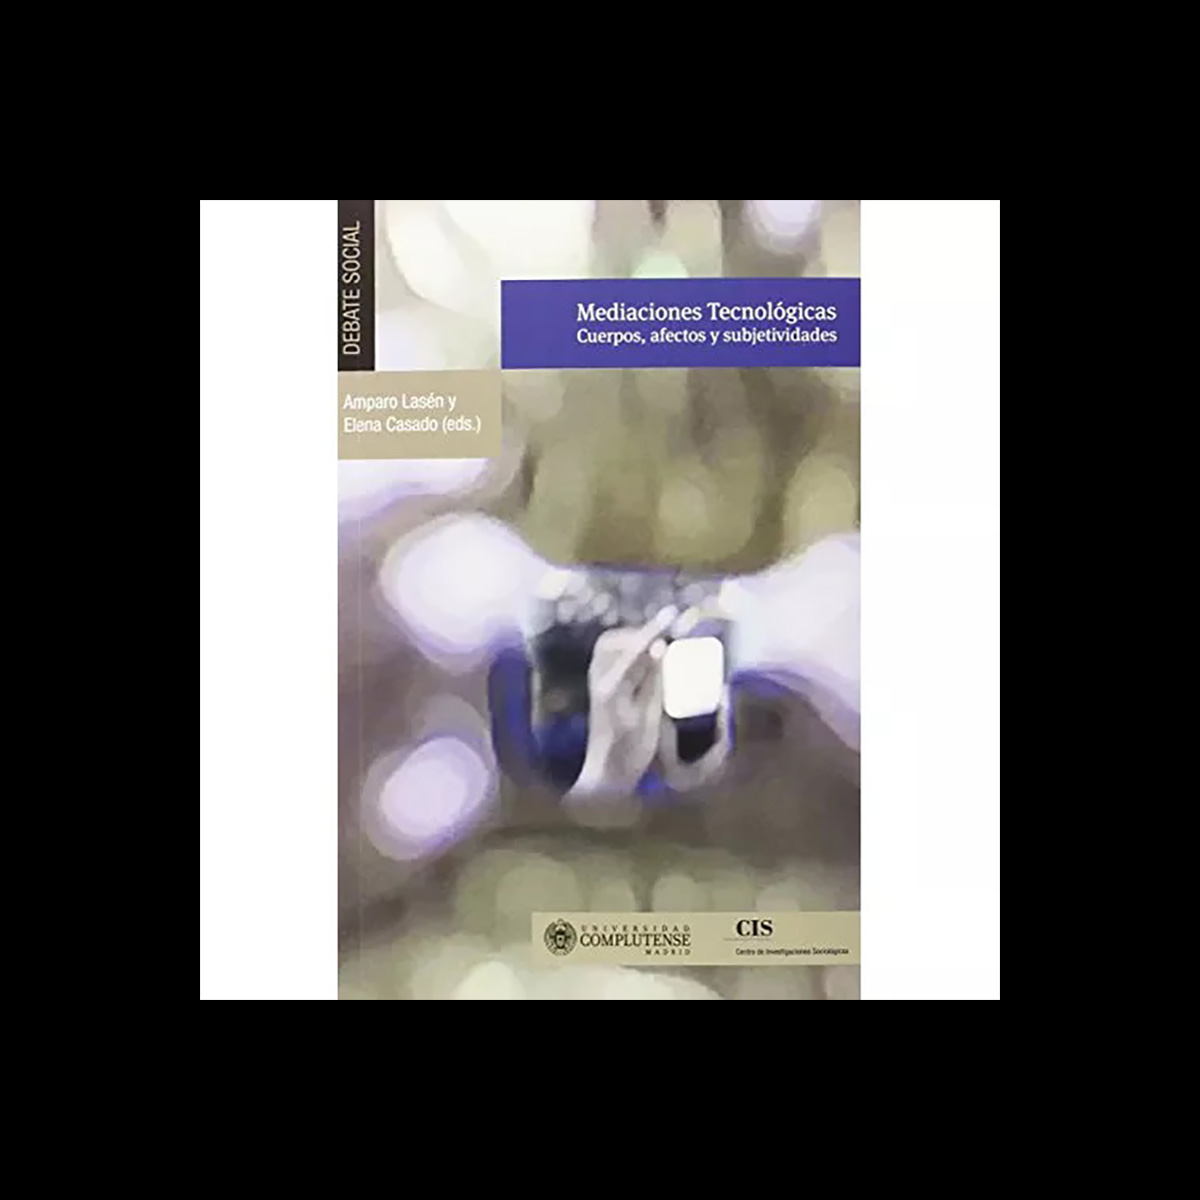 DEBATE SOCIAL
Mediaciones Tecnológicas
Cuerpos, afectos y subjetividades
Amparo Lasén y
Elena Casado (eds.)
UNIVERSIDAD
COMPLUTENSE
MADRID
CIS
Centro de Investigaciones Sociológicas